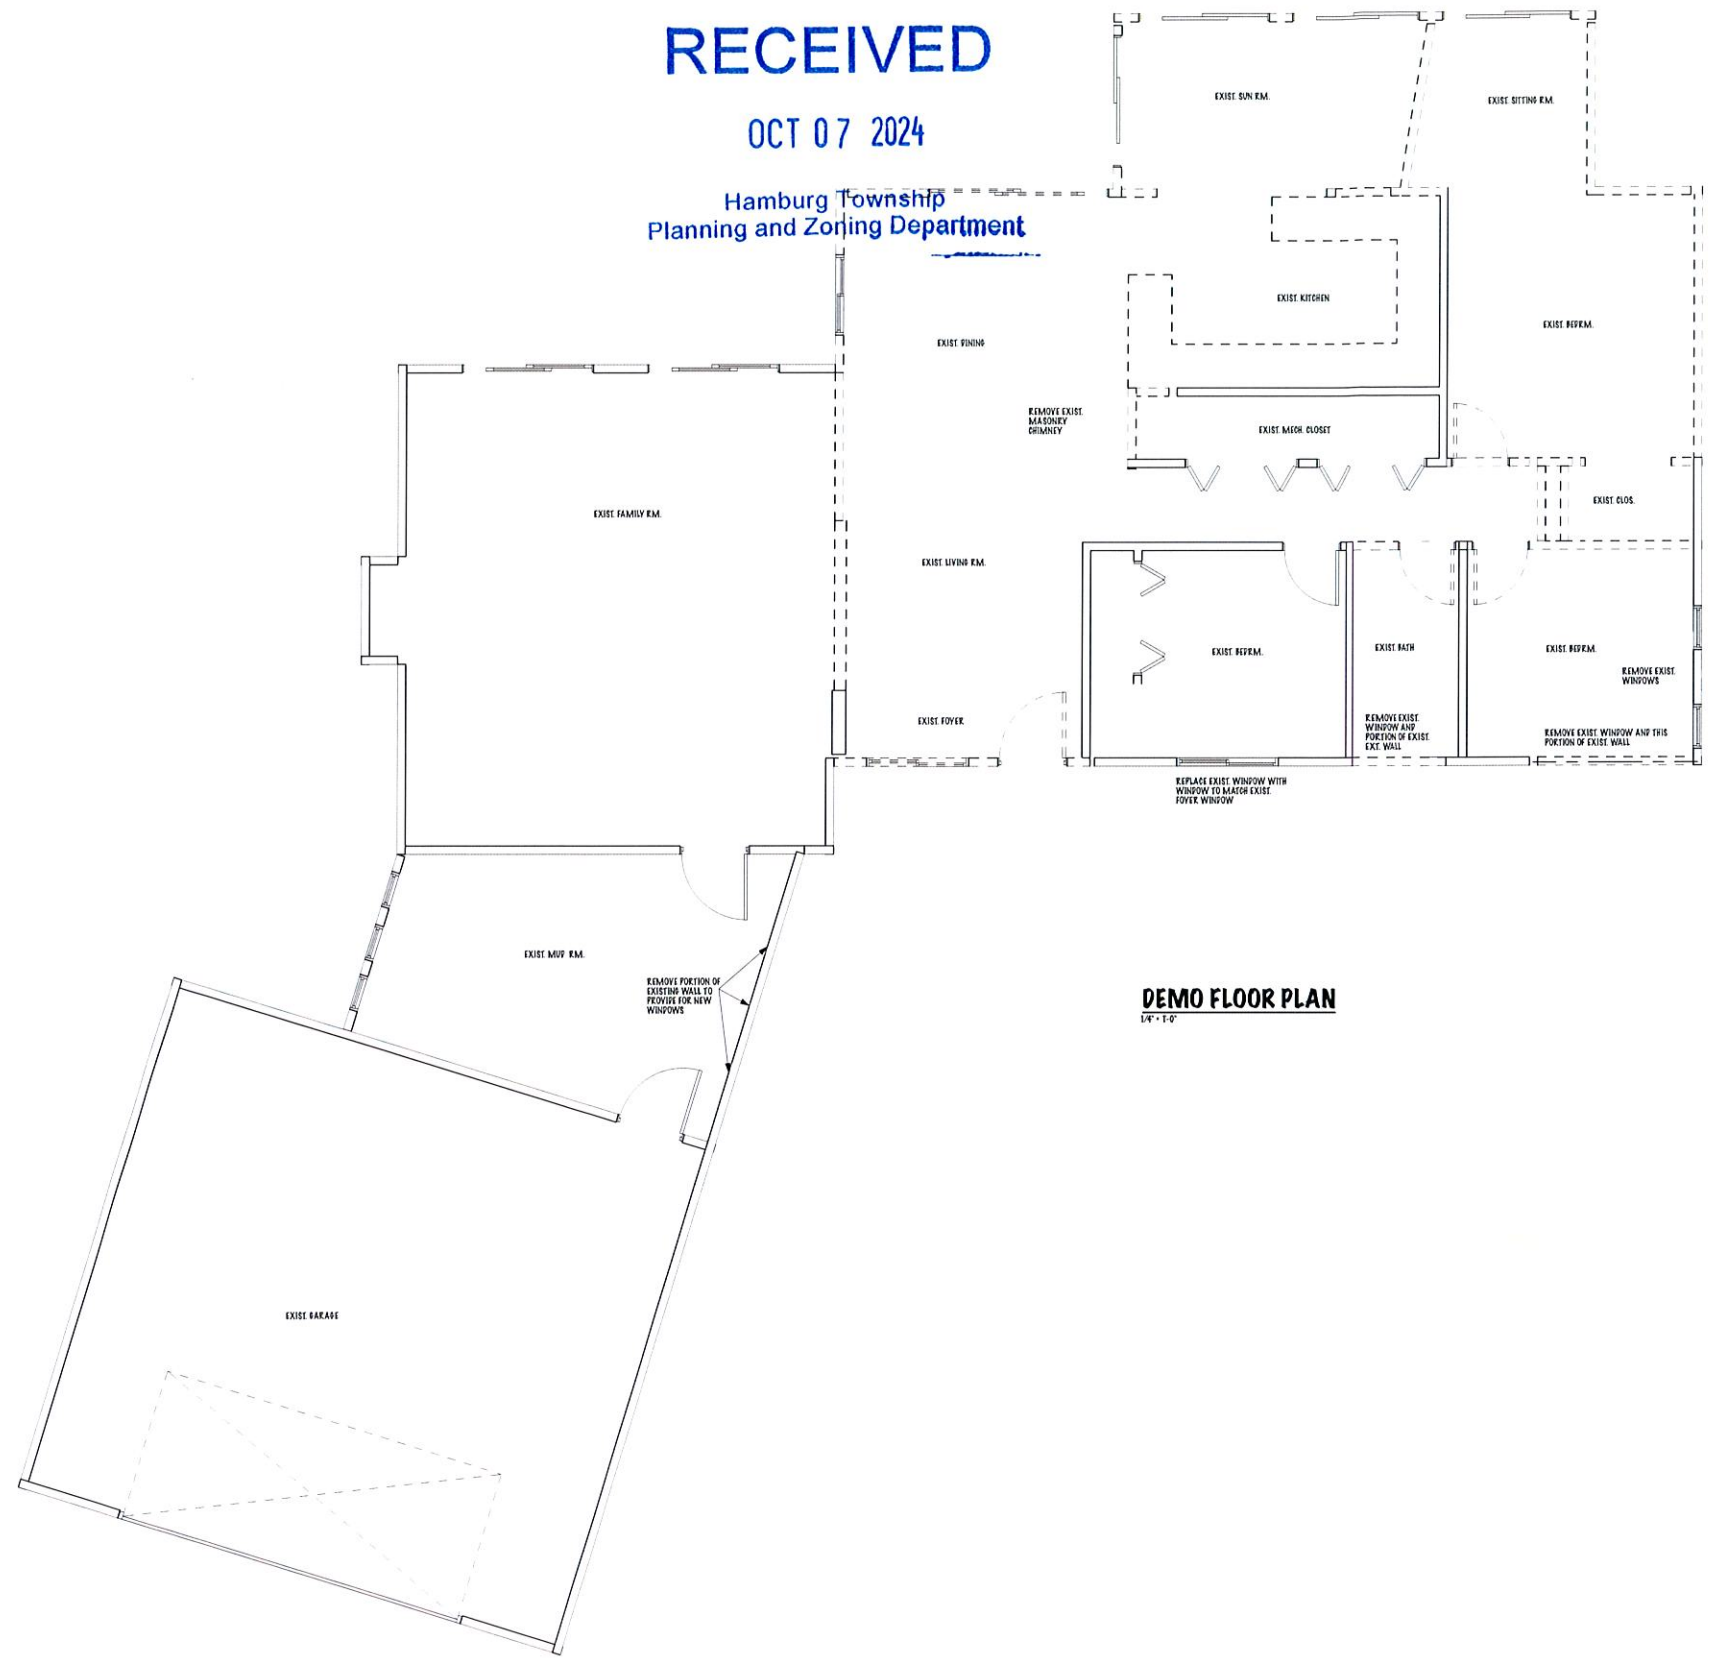 RECEIVED
OCT 07 2024
Hamburg Township
Planning and Zoning Department
EXIST. SUN RM.
EXIST. SITTING RM.
EXIST. KITCHEN
EXIST. BEDRM.
EXIST. DINING
REMOVE EXIST.
MASONRY
CHIMNEY
EXIST. MECH. CLOSET
EXIST. CLOS.
EXIST. FAMILY RM.
EXIST. LIVING RM.
EXIST. BEDRM.
EXIST. BATH
EXIST. BEDRM.
REMOVE EXIST.
WINDOWS
EXIST. FOYER
REMOVE EXIST.
WINDOW AND
PORTION OF EXIST.
EXT. WALL
REMOVE EXIST. WINDOW AND THIS
PORTION OF EXIST. WALL
REPLACE EXIST. WINDOW WITH
WINDOW TO MATCH EXIST.
FOYER WINDOW
EXIST. MUD RM.
REMOVE PORTION OF
EXISTING WALL TO
PROVIDE FOR NEW
WINDOWS
DEMO FLOOR PLAN
1/4" = 1'-0"
EXIST. GARAGE